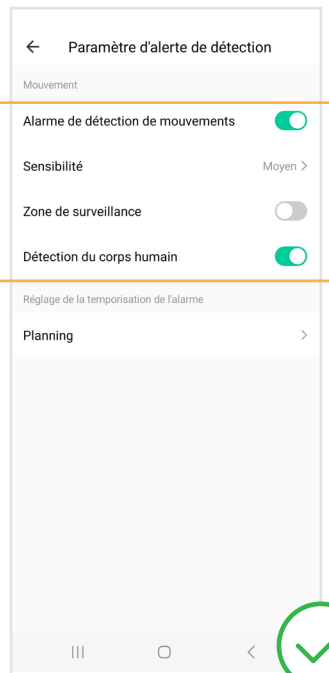 Paramètre d'alerte de détection
Mouvement
Alarme de détection de mouvements
Sensibilité Moyen
Zone de surveillance
Détection du corps humain
Réglage de la temporisation de l'alarme
Planning